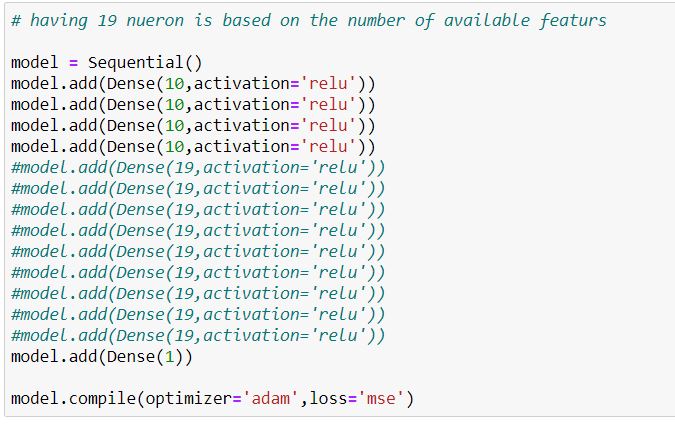 # having 19 nueron is based on the number of available featurs
model = Sequential()
model.add(Dense(10,activation='relu'))
model.add(Dense(10,activation='relu'))
model.add(Dense(10,activation='relu'))
model.add(Dense(10,activation='relu'))
#model.add(Dense(19,activation='relu'))
#model.add(Dense(19,activation='relu'))
#model.add(Dense(19,activation='relu'))
#model.add(Dense(19,activation='relu'))
#model.add(Dense(19,activation='relu'))
#model.add(Dense(19,activation='relu'))
#model.add(Dense(19,activation='relu'))
#model.add(Dense(19,activation='relu'))
#model.add(Dense(19,activation='relu'))
model.add(Dense(1))
model.compile(optimizer='adam',loss='mse')